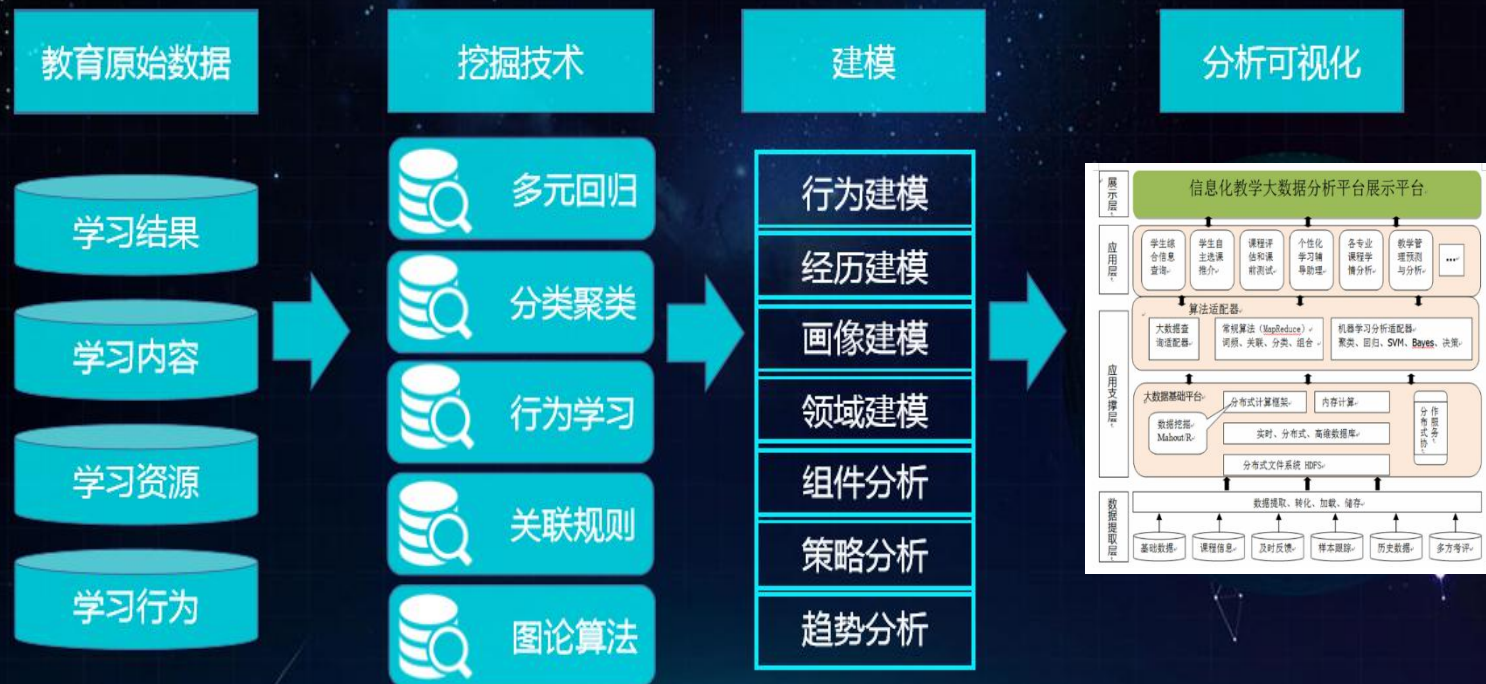 教育原始数据
挖掘技术
建模
分析可视化
学习结果
学习内容
学习资源
学习行为
多元回归
分类聚类
行为学习
关联规则
图论算法
行为建模
经历建模
画像建模
领域建模
组件分析
策略分析
趋势分析
展示层
信息化教学大数据分析平台展示平台
应用层
学生综
合信息
查询
学生自
主选课
推介
课程评
估和课
前测试
个性化
学习辅
导助理
各专业
课程学
情分析
教学管
理预测
与分析
...
应用支撑层
算法适配器
大数据查
询适配器
常规算法（MapReduce）
词频、关联、分类、组合
机器学习分析适配器
聚类、回归、SVM、Bayes、决策
大数据基础平台
分布式计算框架
内存计算
数据挖掘
Mahout/R
实时、分布式、高维数据库
分布式文件系统 HDFS
分布式协
作服务
数据提取层
数据提取、转化、加载、储存
基础数据
课程信息
及时反馈
样本跟踪
历史数据
多方考评